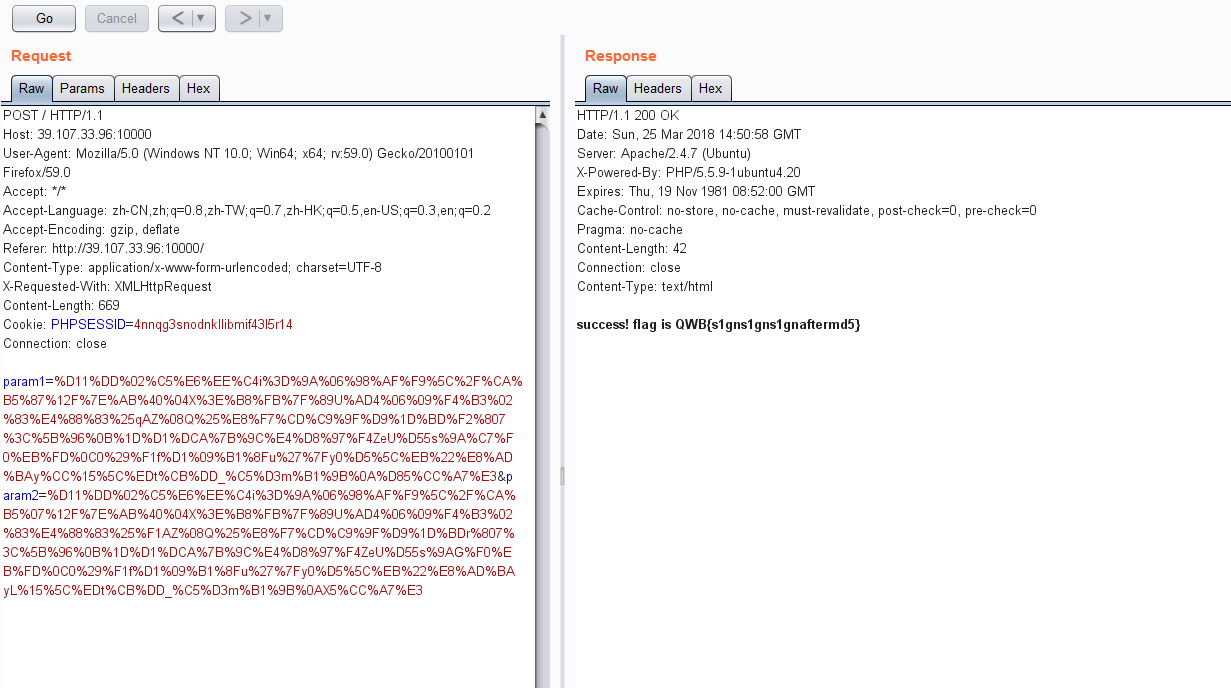 Go
Cancel
<
>
Request
Raw
Params
Headers
Hex
POST / HTTP/1.1
Host: 39.107.33.96:10000
User-Agent: Mozilla/5.0 (Windows NT 10.0; Win64; x64; rv:59.0) Gecko/20100101
Firefox/59.0
Accept: */*
Accept-Language: zh-CN,zh;q=0.8,zh-TW;q=0.7,zh-HK;q=0.5,en-US;q=0.3,en;q=0.2
Accept-Encoding: gzip, deflate
Referer: http://39.107.33.96:10000/
Content-Type: application/x-www-form-urlencoded; charset=UTF-8
X-Requested-With: XMLHttpRequest
Content-Length: 669
Cookie: PHPSESSID=4nnqg3snodnkllibmif43l5r14
Connection: close
param1=%D11%DD%02%C5%E6%EE%C4i%3D%9A%06%98%AF%F9%5C%2F%CA%
B5%87%12F%7E%AB%40%04X%3E%B8%FB%7F%89U%AD4%06%09%F4%B3%02
%83%E4%88%83%25qAZ%08Q%25%E8%F7%CD%C9%9F%D9%1D%BD%F2%807
%3C%5B%96%0B%1D%D1%DCA%7B%9C%E4%D8%97%F4ZeU%D55s%9A%C7%F
0%EB%FD%0C0%29%F1f%D1%09%B1%8Fu%27%7Fy0%D5%5C%EB%22%E8%AD
%BAy%CC%15%5C%EDt%CB%DD_%C5%D3m%B1%9B%0A%D85%CC%A7%E3&p
aram2=%D11%DD%02%C5%E6%EE%C4i%3D%9A%06%98%AF%F9%5C%2F%CA%
B5%07%12F%7E%AB%40%04X%3E%B8%FB%7F%89U%AD4%06%09%F4%B3%02
%83%E4%88%83%25%F1AZ%08Q%25%E8%F7%CD%C9%9F%D9%1D%BDr%807%
3C%5B%96%0B%1D%D1%DCA%7B%9C%E4%D8%97%F4ZeU%D55s%9AG%F0%E
B%FD%0C0%29%F1f%D1%09%B1%8Fu%27%7Fy0%D5%5C%EB%22%E8%AD%BA
yL%15%5C%EDt%CB%DD_%C5%D3m%B1%9B%0AX5%CC%A7%E3
Response
Raw
Headers
Hex
HTTP/1.1 200 OK
Date: Sun, 25 Mar 2018 14:50:58 GMT
Server: Apache/2.4.7 (Ubuntu)
X-Powered-By: PHP/5.5.9-1ubuntu4.20
Expires: Thu, 19 Nov 1981 08:52:00 GMT
Cache-Control: no-store, no-cache, must-revalidate, post-check=0, pre-check=0
Pragma: no-cache
Content-Length: 42
Connection: close
Content-Type: text/html
success! flag is QWB{s1gns1gns1gnaftermd5}